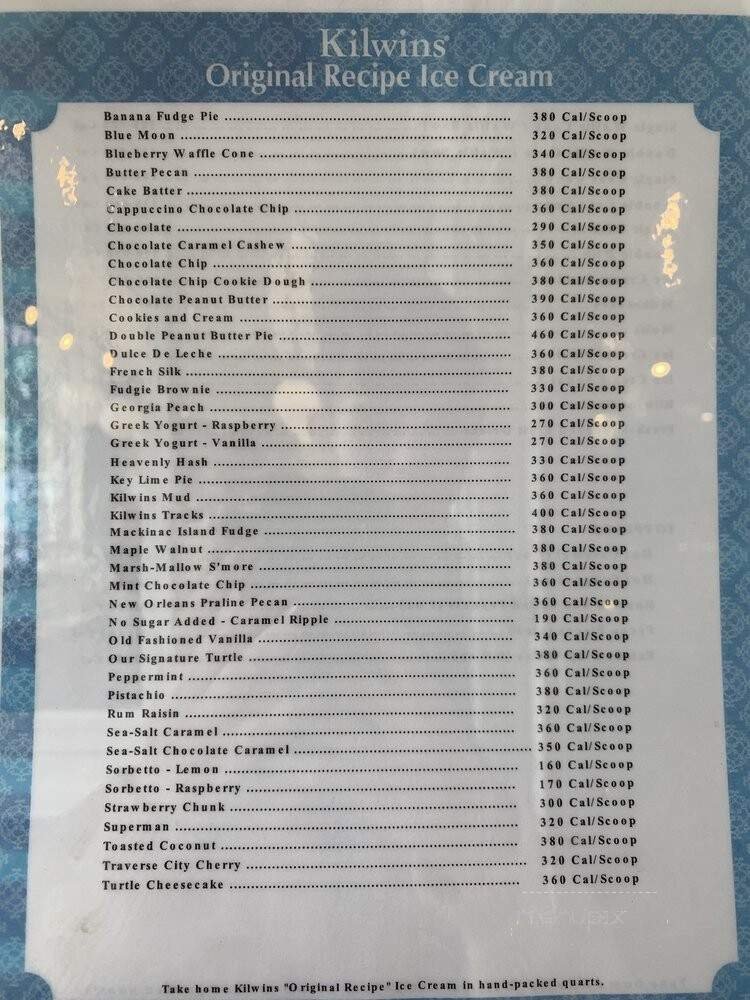 Kilwins
Original Recipe Ice Cream
Banana Fudge Pie 380 Cal/Scoop
Blue Moon 320 Cal/Scoop
Blueberry Waffle Cone 340 Cal/Scoop
Butter Pecan 380 Cal/Scoop
Cake Batter 380 Cal/Scoop
Cappuccino Chocolate Chip 360 Cal/Scoop
Chocolate 290 Cal/Scoop
Chocolate Caramel Cashew 350 Cal/Scoop
Chocolate Chip 360 Cal/Scoop
Chocolate Chip Cookie Dough 380 Cal/Scoop
Chocolate Peanut Butter 390 Cal/Scoop
Cookies and Cream 360 Cal/Scoop
Double Peanut Butter Pie 460 Cal/Scoop
Dulce De Leche 360 Cal/Scoop
French Silk 380 Cal/Scoop
Fudgie Brownie 330 Cal/Scoop
Georgia Peach 300 Cal/Scoop
Greek Yogurt - Raspberry 270 Cal/Scoop
Greek Yogurt - Vanilla 270 Cal/Scoop
Heavenly Hash 330 Cal/Scoop
Key Lime Pie 360 Cal/Scoop
Kilwins Mud 360 Cal/Scoop
Kilwins Tracks 400 Cal/Scoop
Mackinac Island Fudge 380 Cal/Scoop
Maple Walnut 380 Cal/Scoop
Marsh-Mallow S'more 380 Cal/Scoop
Mint Chocolate Chip 360 Cal/Scoop
New Orleans Praline Pecan 360 Cal/Scoop
No Sugar Added - Caramel Ripple 190 Cal/Scoop
Old Fashioned Vanilla 340 Cal/Scoop
Our Signature Turtle 380 Cal/Scoop
Peppermint 360 Cal/Scoop
Pistachio 380 Cal/Scoop
Rum Raisin 320 Cal/Scoop
Sea-Salt Caramel 360 Cal/Scoop
Sea-Salt Chocolate Caramel 350 Cal/Scoop
Sorbetto - Lemon 160 Cal/Scoop
Sorbetto - Raspberry 170 Cal/Scoop
Strawberry Chunk 300 Cal/Scoop
Superman 320 Cal/Scoop
Toasted Coconut 380 Cal/Scoop
Traverse City Cherry 320 Cal/Scoop
Turtle Cheesecake 360 Cal/Scoop
menupix
Take home Kilwins "Original Recipe" Ice Cream in hand-packed quarts.